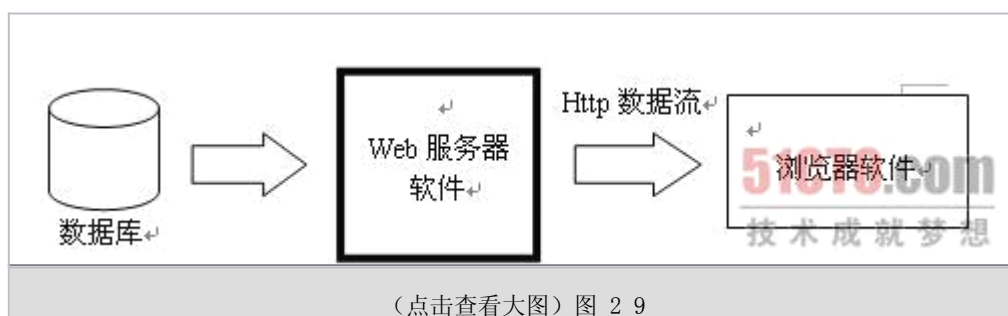 Http 数据流
Web 服务器
软件
浏览器软件
数据库
51CTO.com
技术成就梦想
(点击查看大图)图 2 9